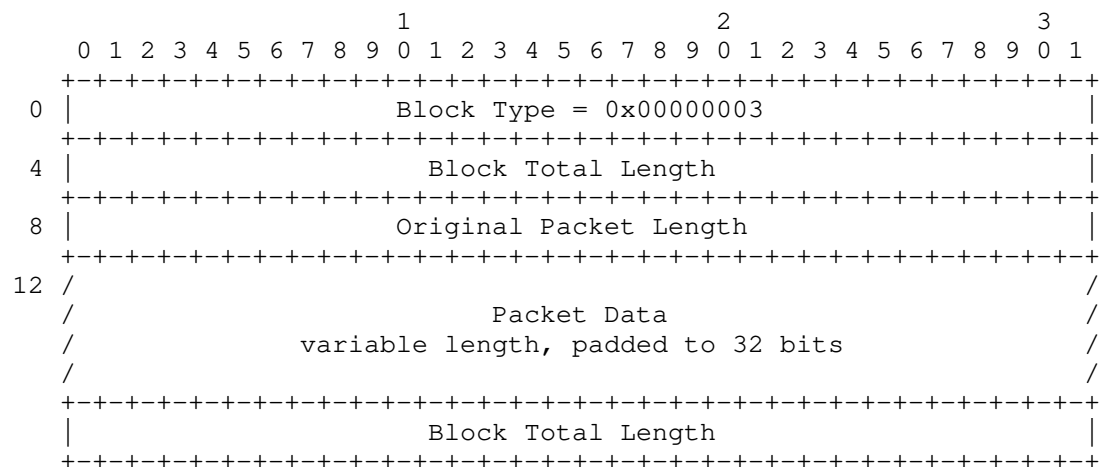 1                   2                   3
    0 1 2 3 4 5 6 7 8 9 0 1 2 3 4 5 6 7 8 9 0 1 2 3 4 5 6 7 8 9 0 1
   +-+-+-+-+-+-+-+-+-+-+-+-+-+-+-+-+-+-+-+-+-+-+-+-+-+-+-+-+-+-+-+-+
 0 |                    Block Type = 0x00000003                    |
   +-+-+-+-+-+-+-+-+-+-+-+-+-+-+-+-+-+-+-+-+-+-+-+-+-+-+-+-+-+-+-+-+
 4 |                      Block Total Length                       |
   +-+-+-+-+-+-+-+-+-+-+-+-+-+-+-+-+-+-+-+-+-+-+-+-+-+-+-+-+-+-+-+-+
 8 |                    Original Packet Length                     |
   +-+-+-+-+-+-+-+-+-+-+-+-+-+-+-+-+-+-+-+-+-+-+-+-+-+-+-+-+-+-+-+-+
12 /                                                               /
   /                          Packet Data                          /
   /              variable length, padded to 32 bits               /
   /                                                               /
   +-+-+-+-+-+-+-+-+-+-+-+-+-+-+-+-+-+-+-+-+-+-+-+-+-+-+-+-+-+-+-+-+
   |                      Block Total Length                       |
   +-+-+-+-+-+-+-+-+-+-+-+-+-+-+-+-+-+-+-+-+-+-+-+-+-+-+-+-+-+-+-+-+